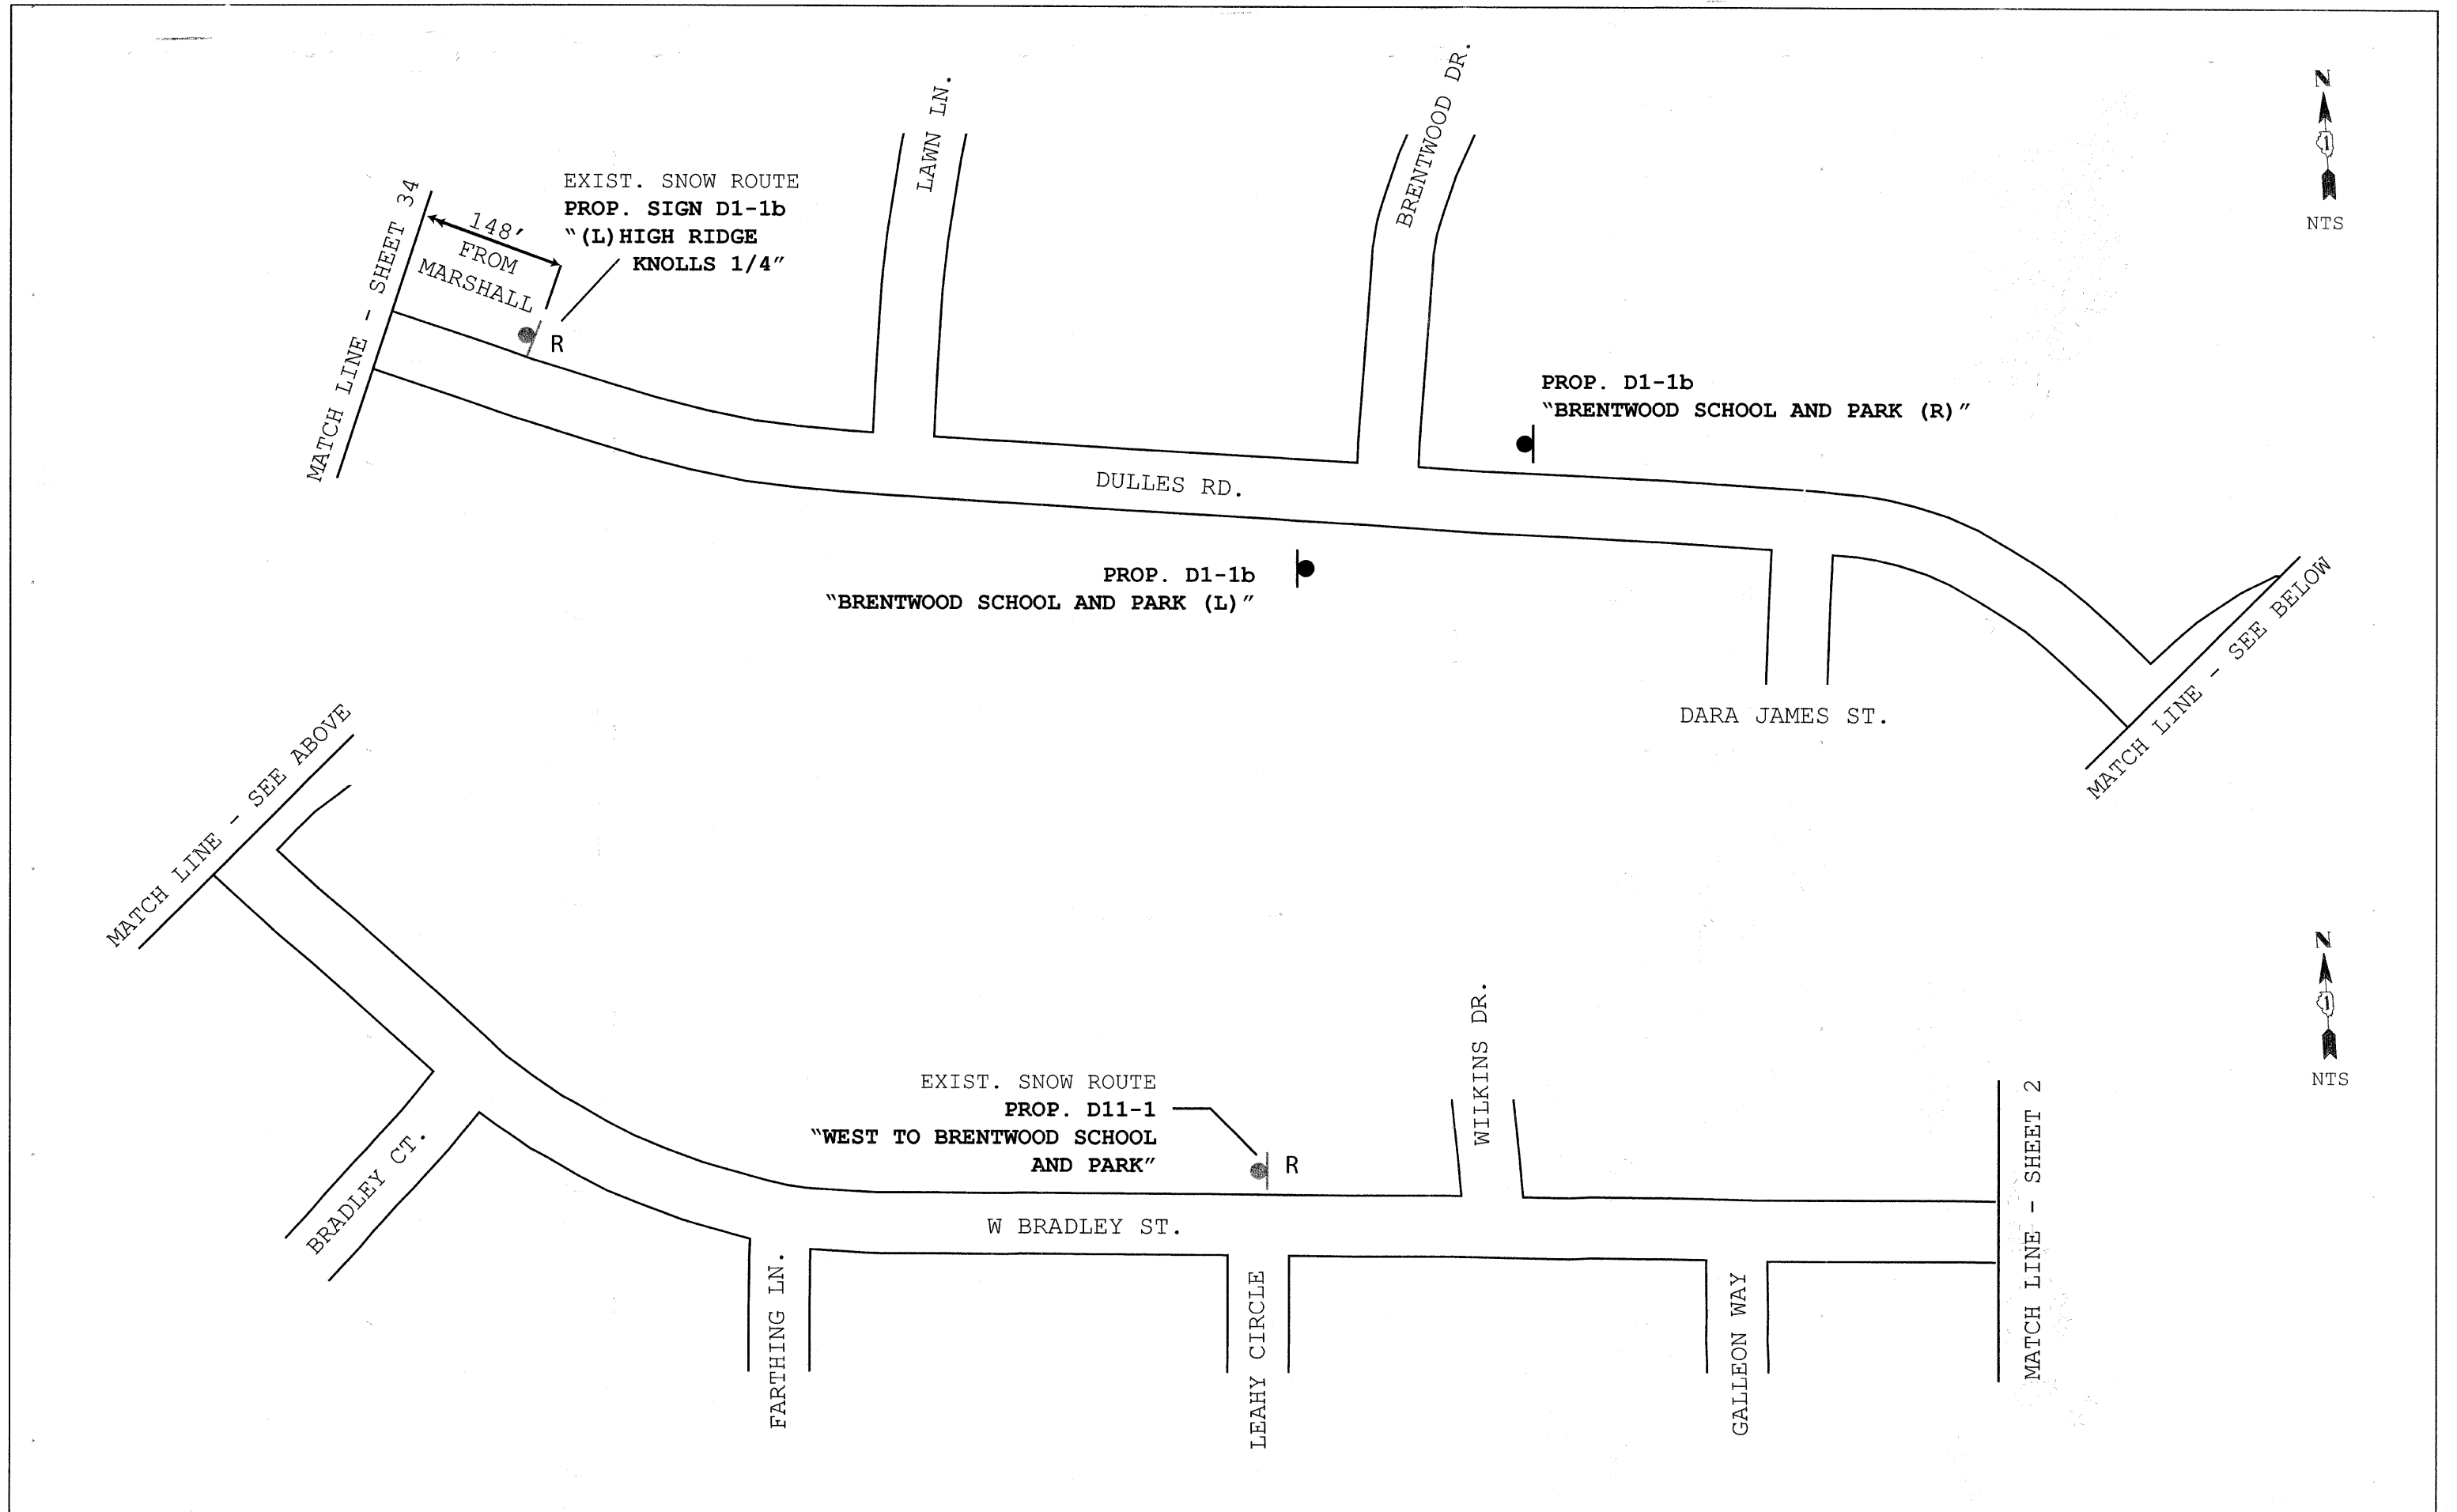 LAWN LN.
BRENTWOOD DR.
N
1
NTS
MATCH LINE - SHEET 34
148'
FROM
MARSHALL
EXIST. SNOW ROUTE
PROP. SIGN D1-1b
"(L)HIGH RIDGE
KNOLLS 1/4"
R
PROP. D1-1b
"BRENTWOOD SCHOOL AND PARK (R)"
DULLES RD.
PROP. D1-1b
"BRENTWOOD SCHOOL AND PARK (L)"
DARA JAMES ST.
MATCH LINE - SEE BELOW
MATCH LINE - SEE ABOVE
N
1
NTS
BRADLEY CT.
EXIST. SNOW ROUTE
PROP. D11-1
"WEST TO BRENTWOOD SCHOOL
AND PARK"
R
WILKINS DR.
W BRADLEY ST.
FARTHING LN.
LEAHY CIRCLE
GALLEON WAY
MATCH LINE - SHEET 2